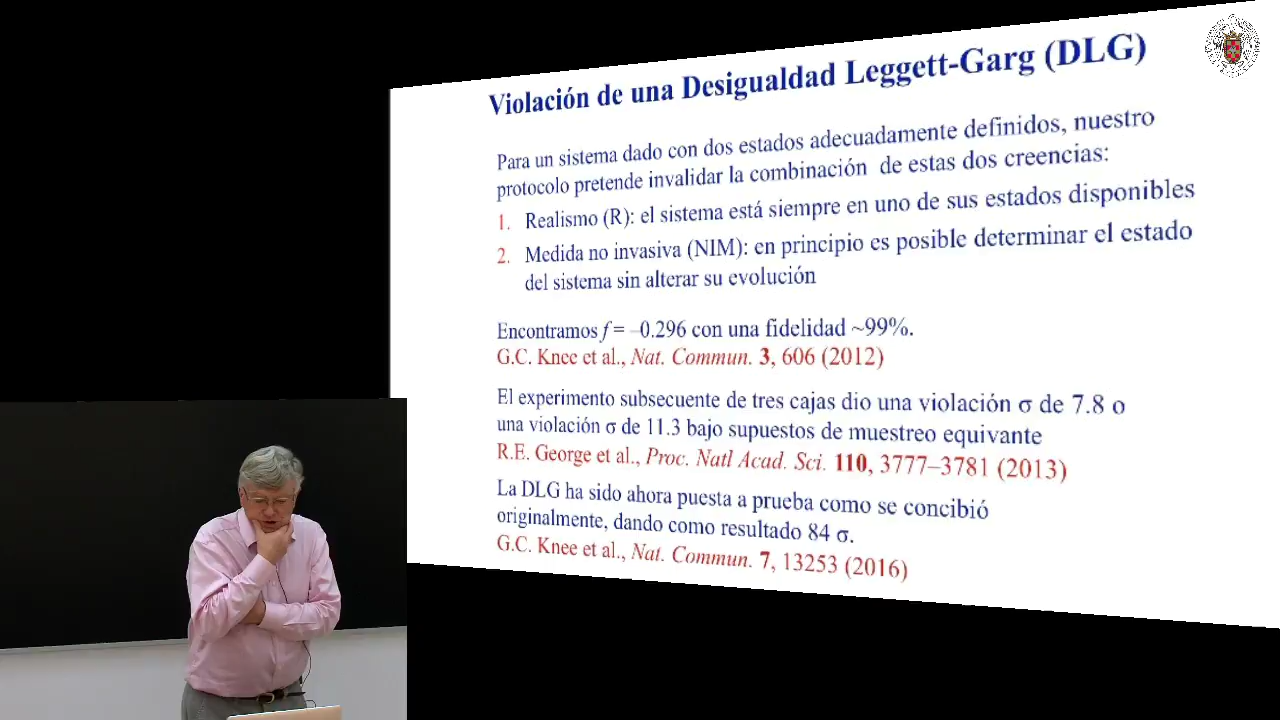 Violación de una Desigualdad Leggett-Garg (DLG)
Para un sistema dado con dos estados adecuadamente definidos, nuestro
protocolo pretende invalidar la combinación de estas dos creencias:
1. Realismo (R): el sistema está siempre en uno de sus estados disponibles
2. Medida no invasiva (NIM): en principio es posible determinar el estado
del sistema sin alterar su evolución
Encontramos f = –0.296 con una fidelidad ~99%.
G.C. Knee et al., Nat. Commun. 3, 606 (2012)
El experimento subsecuente de tres cajas dio una violación σ de 7.8 o
una violación σ de 11.3 bajo supuestos de muestreo equivante
R.E. George et al., Proc. Natl Acad. Sci. 110, 3777–3781 (2013)
La DLG ha sido ahora puesta a prueba como se concibió
originalmente, dando como resultado 84 σ.
G.C. Knee et al., Nat. Commun. 7, 13253 (2016)